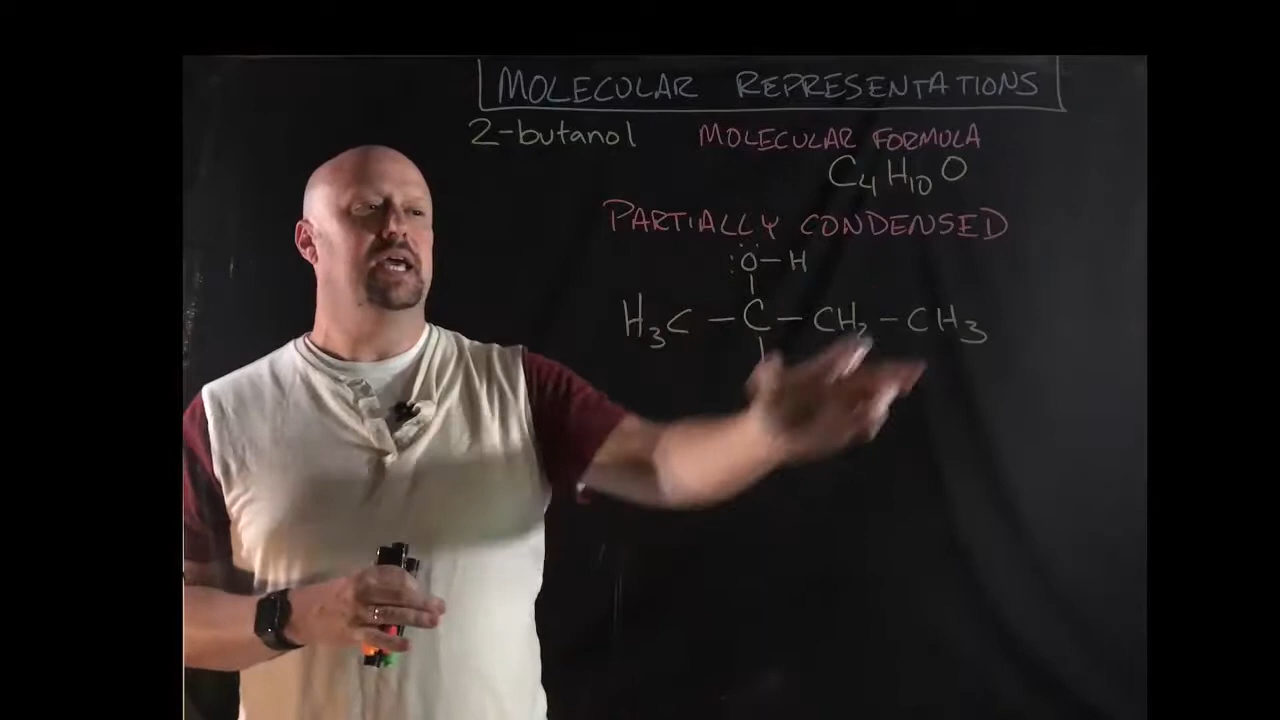 MOLECULAR REPRESENTATIONS
2-butanol MOLECULAR FORMULA
C₄H₁₀O
PARTIALLY CONDENSED
:Ö–H
H₃C – C – CH₂ – CH₃